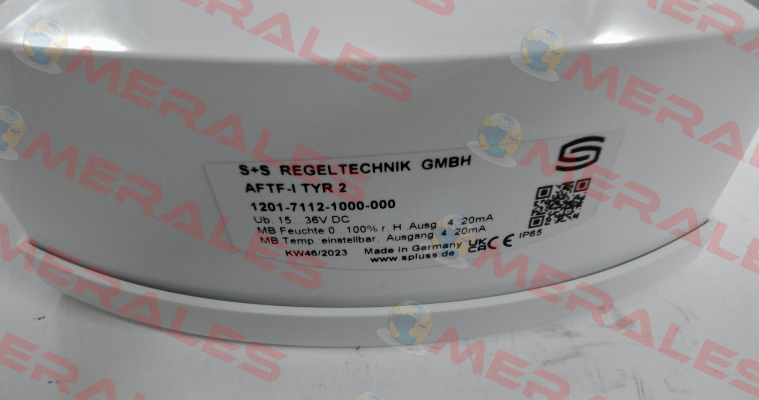 S+S REGELTECHNIK GMBH
AFTF-I TYR 2
1201-7112-1000-000
Ub. 15...36V DC
MB Feuchte 0...100% r. H. Ausg. 4..20mA
MB Temp. einstellbar, Ausgang 4..20mA
KW46/2023 Made in Germany UK CA CE IP65
www.spluss.de
MERALES
MERALES
MERALES
MERALES
MERALES
MERALES